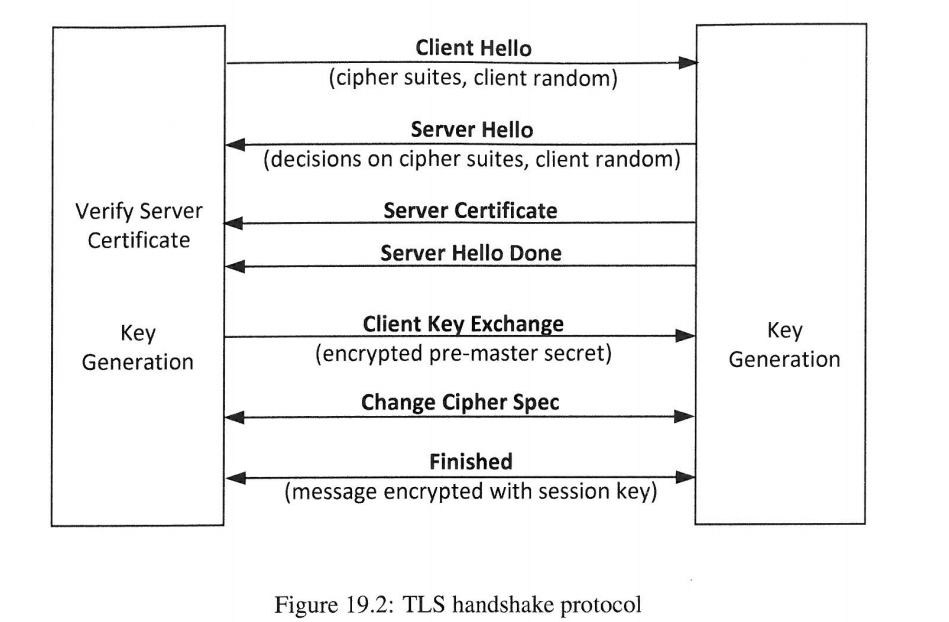 Client Hello
(cipher suites, client random)
Server Hello
(decisions on cipher suites, client random)
Verify Server
Certificate
Server Certificate
Server Hello Done
Key
Generation
Client Key Exchange
(encrypted pre-master secret)
Key
Generation
Change Cipher Spec
Finished
(message encrypted with session key)
Figure 19.2: TLS handshake protocol